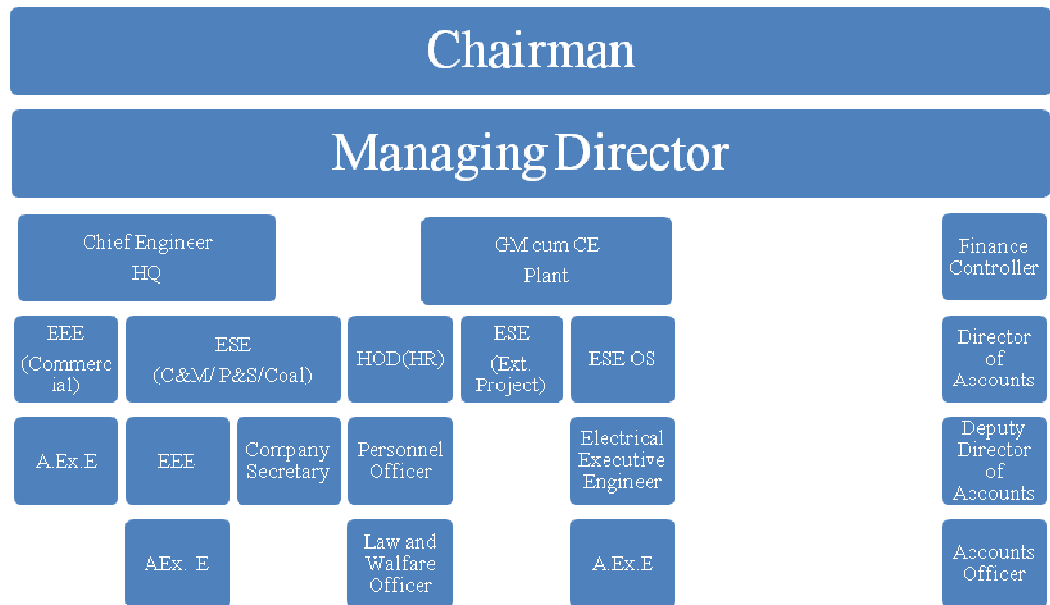 Chairman
Managing Director
Chief Engineer
HQ
GM cum CE
Plant
Finance
Controller
EEE
(Commerc
ial)
ESE
(C&M/ P&S/Coal)
HOD(HR)
ESE
(Ext.
Project)
ESE OS
Director
of
Accounts
A.Ex.E
EEE
Company
Secretary
Personnel
Officer
Electrical
Executive
Engineer
Deputy
Director
of
Accounts
AEx. E
Law and
Walfare
Officer
A.Ex.E
Accounts
Officer